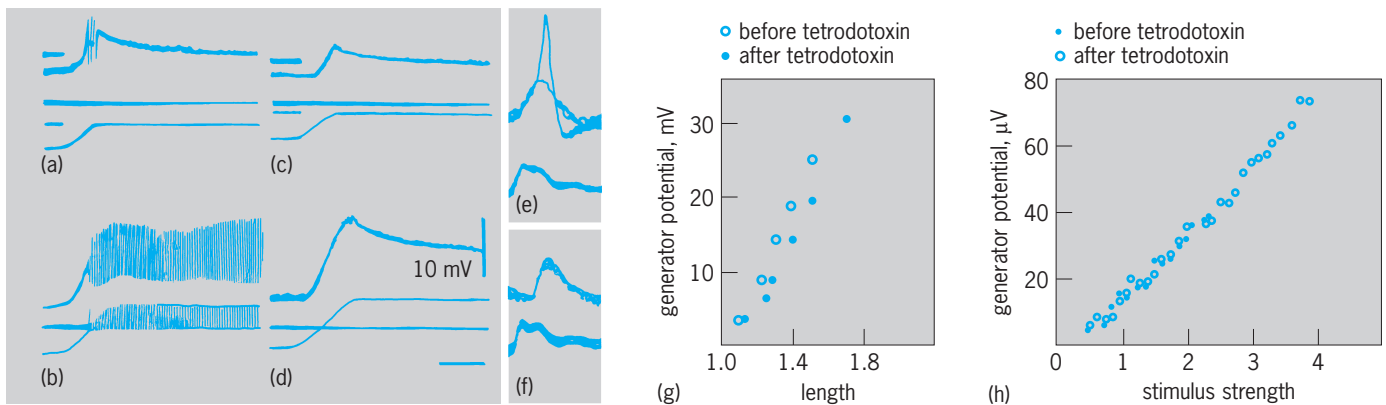 (a)
(c)
(b)
10 mV
(d)
(e)
(f)
before tetrodotoxin
after tetrodotoxin
generator potential, mV
30
20
10
1.0
1.4
1.8
(g)
length
before tetrodotoxin
after tetrodotoxin
generator potential, μV
80
60
40
20
0
1
2
3
4
(h)
stimulus strength